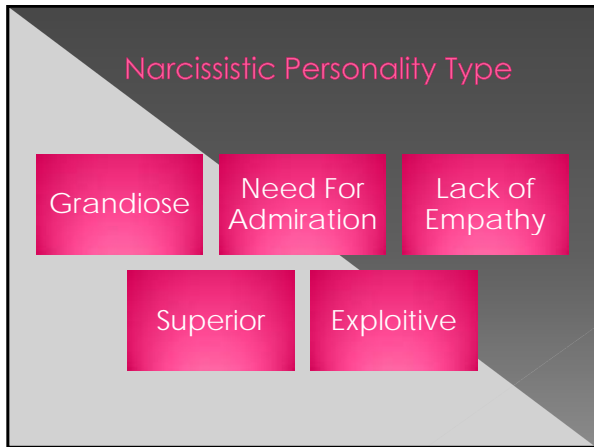 Narcissistic Personality Type
Grandiose
Need For
Admiration
Lack of
Empathy
Superior
Exploitive